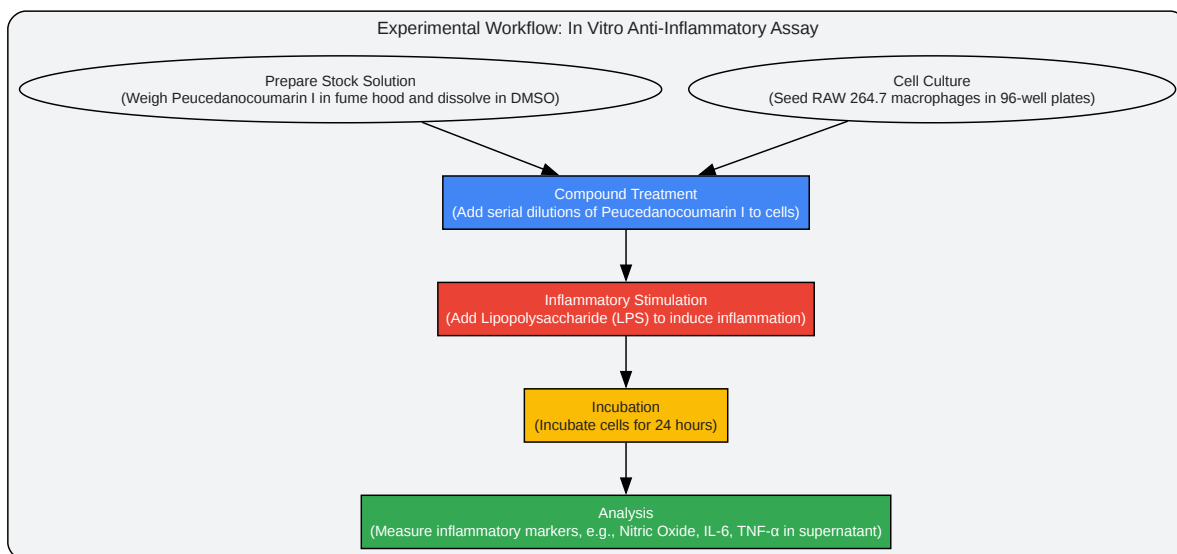 Experimental Workflow: In Vitro Anti-Inflammatory Assay
Prepare Stock Solution
(Weigh Peucedanocoumarin I in fume hood and dissolve in DMSO)
Cell Culture
(Seed RAW 264.7 macrophages in 96-well plates)
Compound Treatment
(Add serial dilutions of Peucedanocoumarin I to cells)
Inflammatory Stimulation
(Add Lipopolysaccharide (LPS) to induce inflammation)
Incubation
(Incubate cells for 24 hours)
Analysis
(Measure inflammatory markers, e.g., Nitric Oxide, IL-6, TNF-α in supernatant)